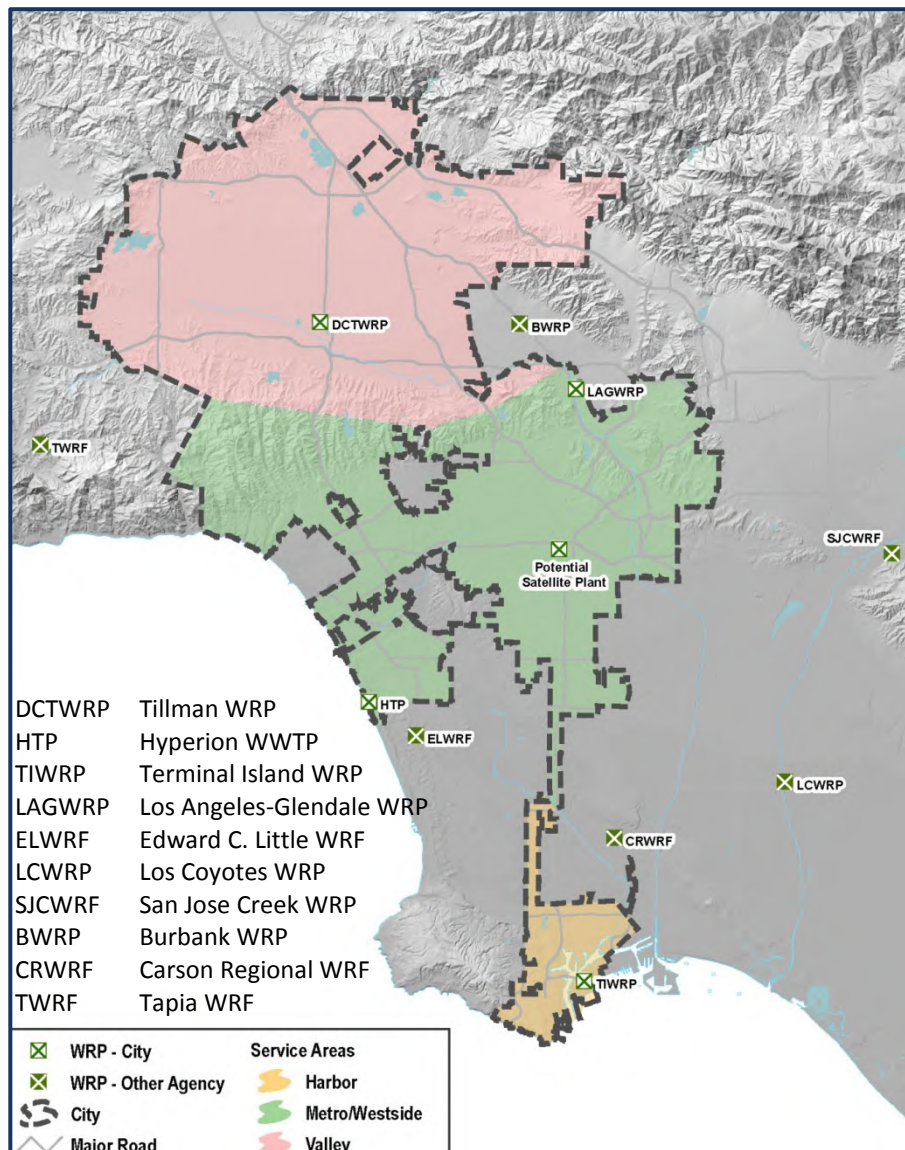 DCTWRP
BWRP
LAGWRP
TWRF
SJCWRF
Potential
Satellite Plant
HTP
ELWRF
LCWRP
CRWRF
TIWRP
DCTWRP Tillman WRP
HTP Hyperion WWTP
TIWRP Terminal Island WRP
LAGWRP Los Angeles-Glendale WRP
ELWRF Edward C. Little WRF
LCWRP Los Coyotes WRP
SJCWRF San Jose Creek WRP
BWRP Burbank WRP
CRWRF Carson Regional WRF
TWRF Tapia WRF
WRP - City
WRP - Other Agency
City
Major Road
Service Areas
Harbor
Metro/Westside
Valley